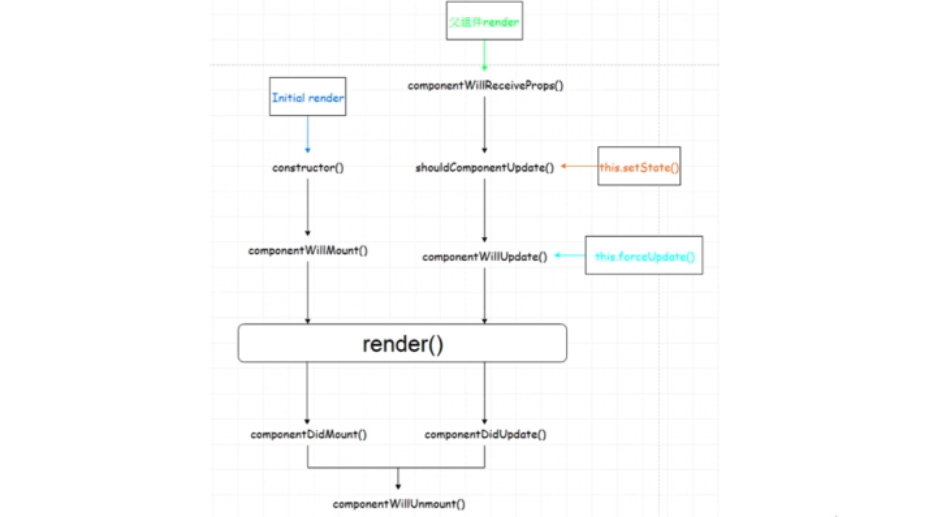 父组件render
componentWillReceiveProps()
Initial render
constructor()
shouldComponentUpdate()
this.setState()
componentWillMount()
componentWillUpdate()
this.forceUpdate()
render()
componentDidMount()
componentDidUpdate()
componentWillUnmount()